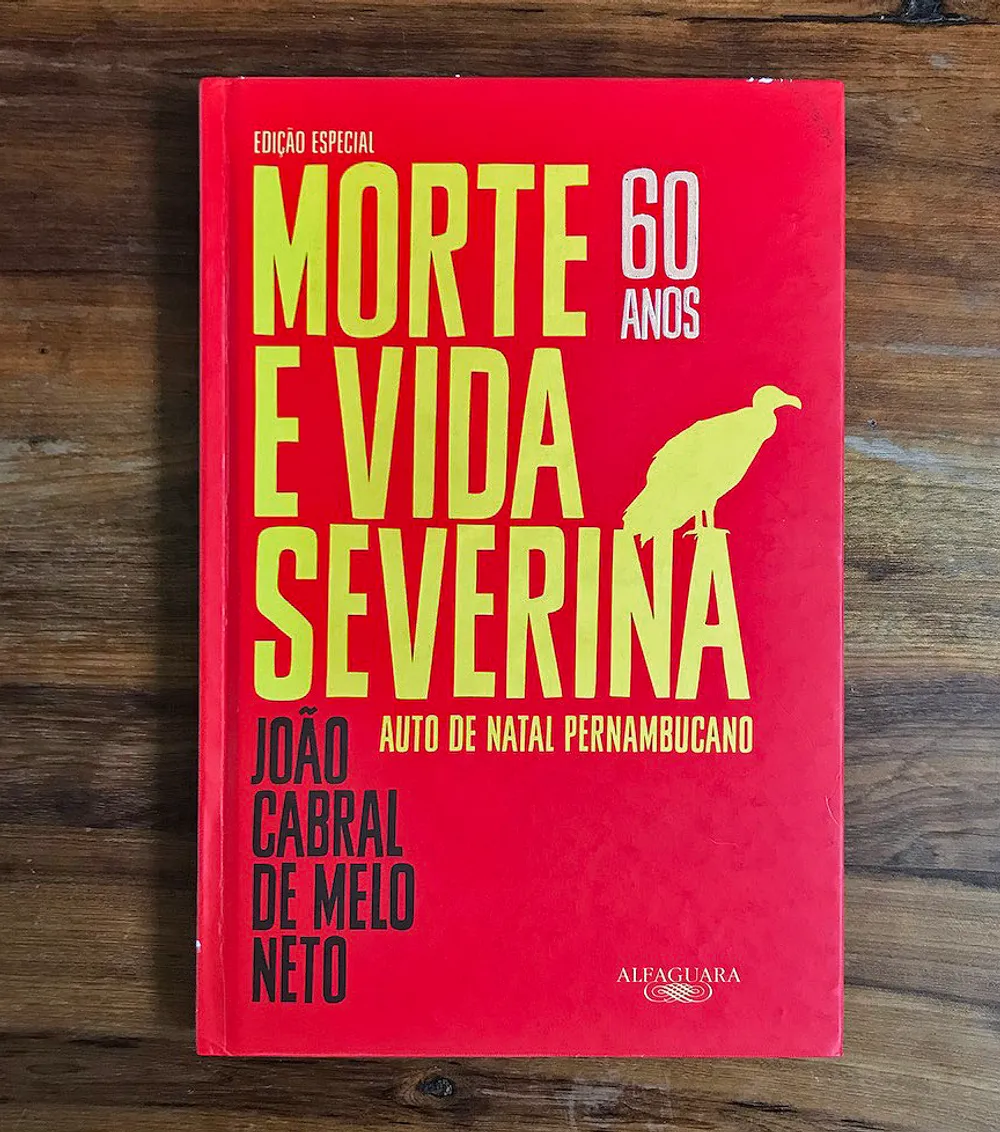 EDIÇÃO ESPECIAL
MORTE
E VIDA
SEVERINA
60
ANOS
AUTO DE NATAL PERNAMBUCANO
JOÃO
CABRAL
DE MELO
NETO
ALFAGUARA